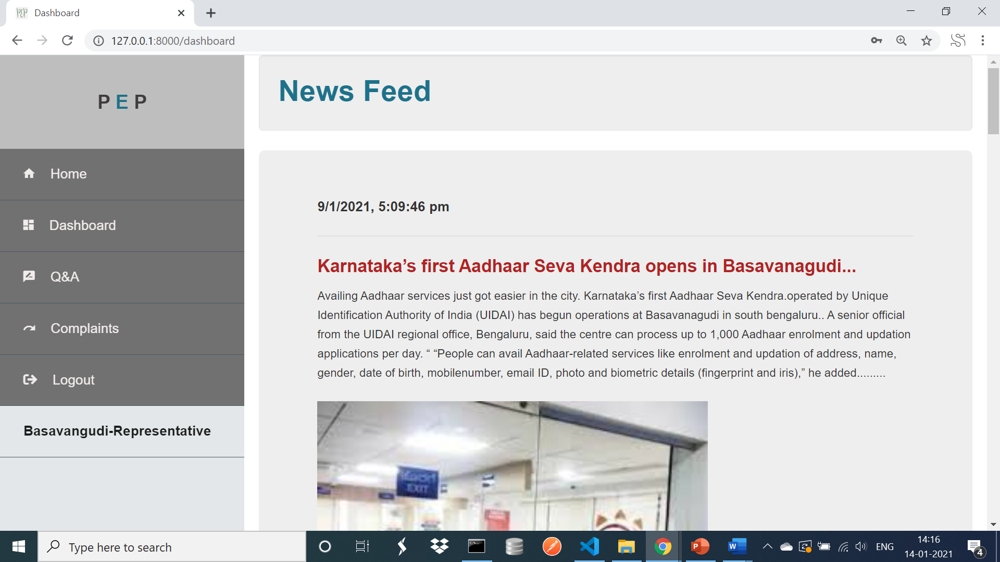 Dashboard
127.0.0.1:8000/dashboard
P E P
Home
Dashboard
Q&A
Complaints
Logout
Basavangudi-Representative
News Feed
9/1/2021, 5:09:46 pm
Karnataka’s first Aadhaar Seva Kendra opens in Basavanagudi...
Availing Aadhaar services just got easier in the city. Karnataka’s first Aadhaar Seva Kendra.operated by Unique
Identification Authority of India (UIDAI) has begun operations at Basavanagudi in south bengaluru.. A senior official
from the UIDAI regional office, Bengaluru, said the centre can process up to 1,000 Aadhaar enrolment and updation
applications per day. “ “People can avail Aadhaar-related services like enrolment and updation of address, name,
gender, date of birth, mobilenumber, email ID, photo and biometric details (fingerprint and iris),” he added.........
EXIT
Type here to search
ENG
14:16
14-01-2021
4